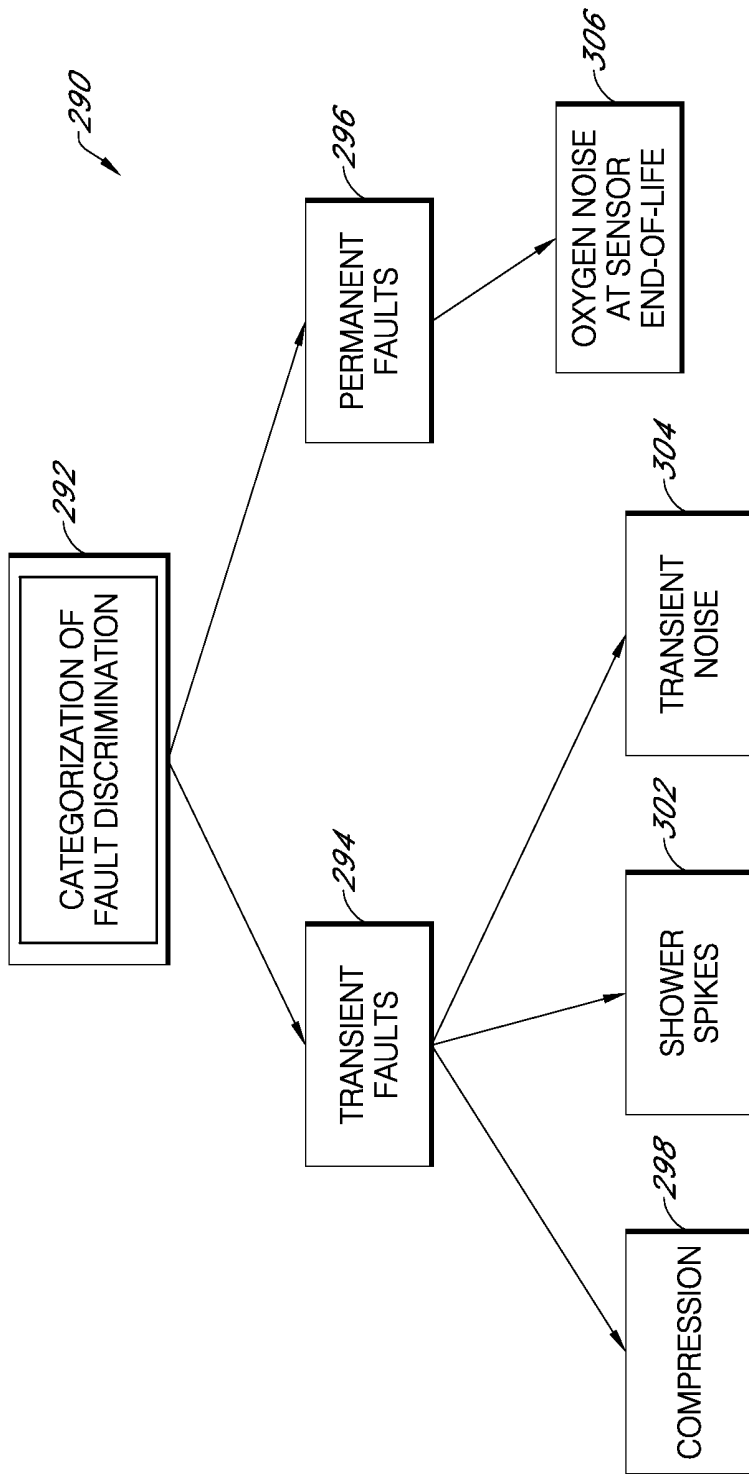 290
292
CATEGORIZATION OF
FAULT DISCRIMINATION
294
TRANSIENT
FAULTS
296
PERMANENT
FAULTS
298
COMPRESSION
302
SHOWER
SPIKES
304
TRANSIENT
NOISE
306
OXYGEN NOISE
AT SENSOR
END-OF-LIFE